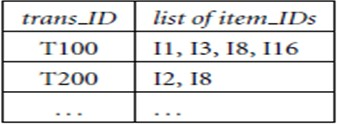 trans_ID list of item_IDs
T100 I1, I3, I8, I16
T200 I2, I8
... ...